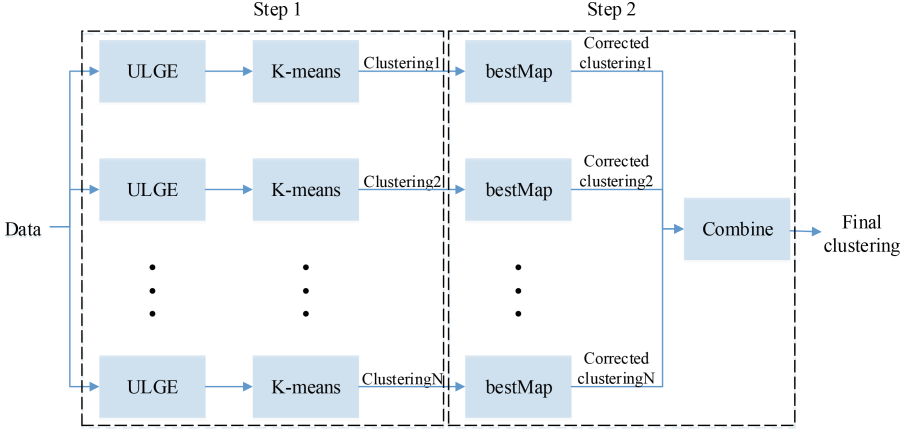 Step 1
Step 2
ULGE
K-means
Clustering1
bestMap
Corrected
clustering1
ULGE
K-means
Clustering2
bestMap
Corrected
clustering2
Data
Combine
Final
clustering
ULGE
K-means
ClusteringN
bestMap
Corrected
clusteringN